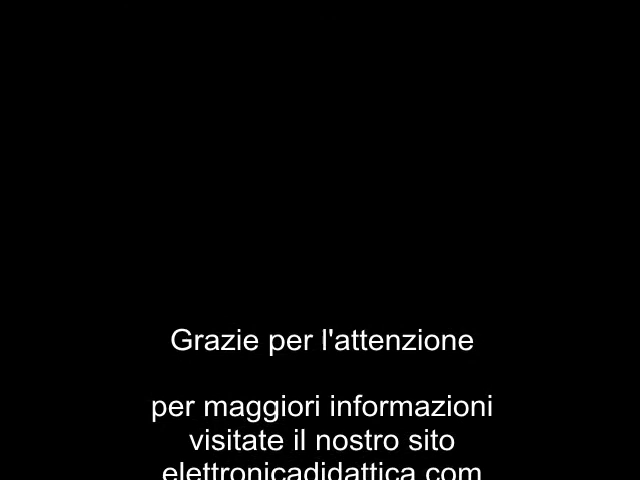 Grazie per l'attenzione
per maggiori informazioni
visitate il nostro sito
elettronicadidattica.com